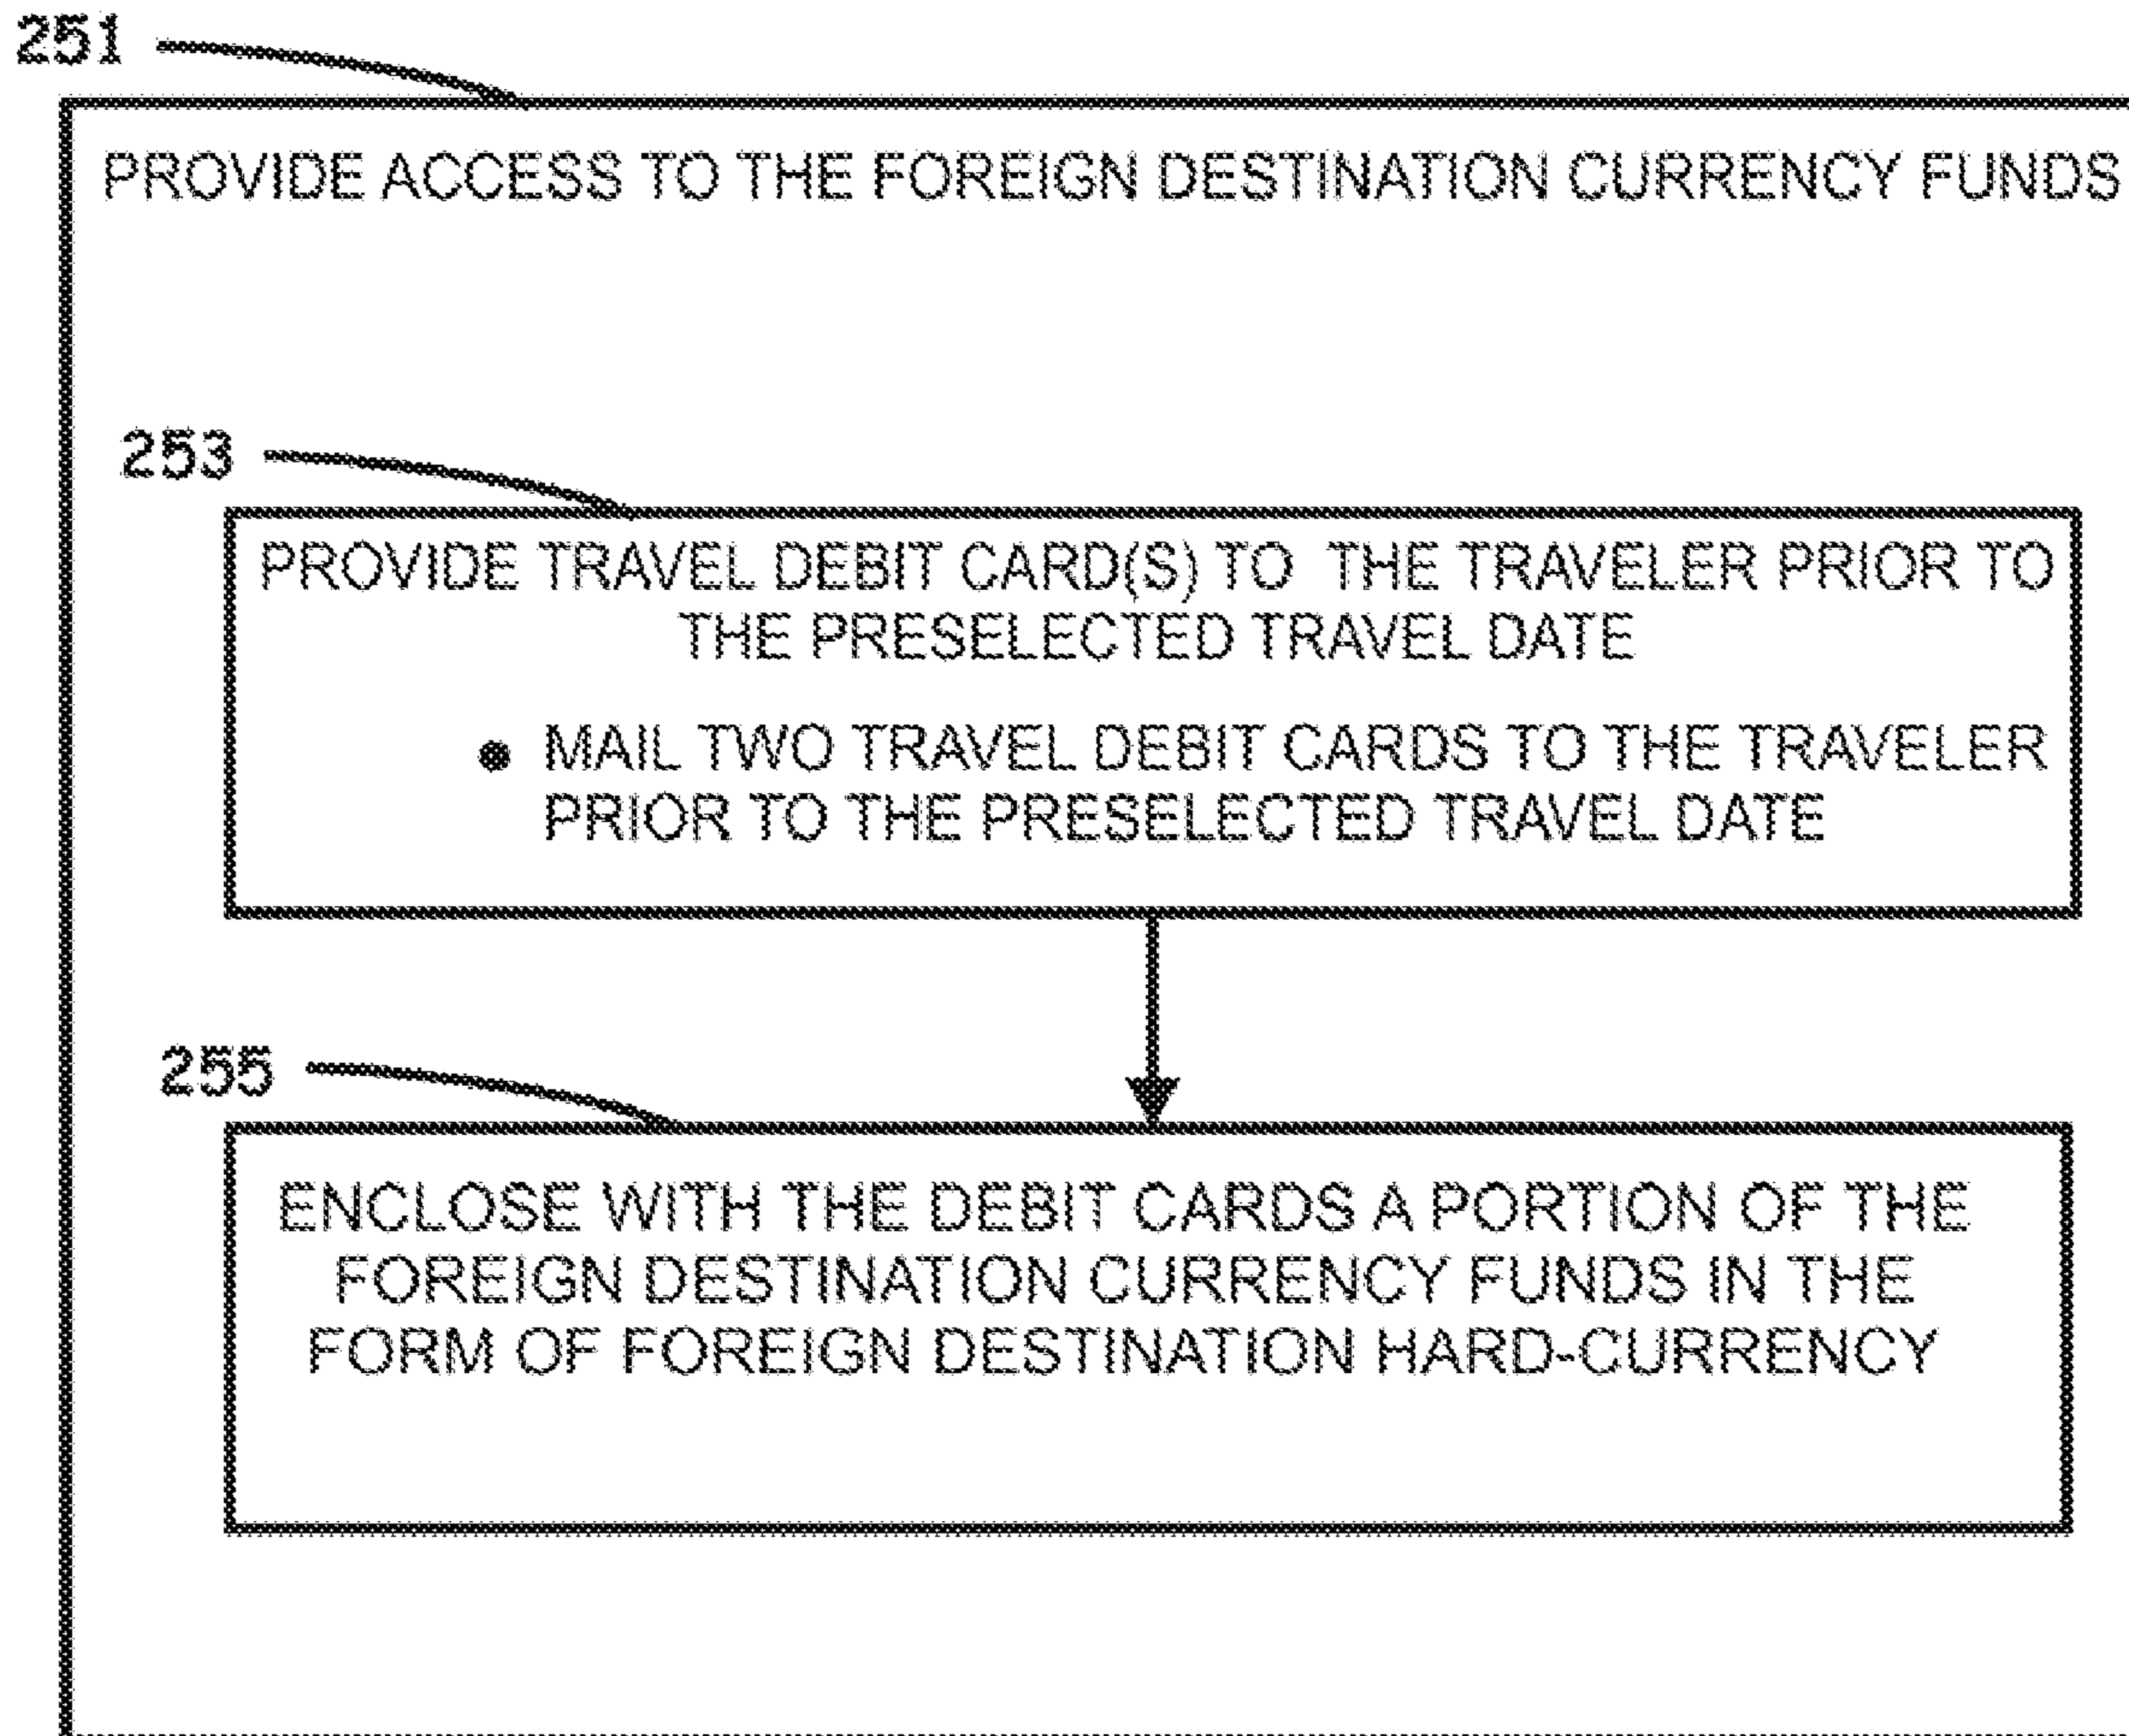 251
PROVIDE ACCESS TO THE FOREIGN DESTINATION CURRENCY FUNDS
253
PROVIDE TRAVEL DEBIT CARD(S) TO THE TRAVELER PRIOR TO
THE PRESELECTED TRAVEL DATE
• MAIL TWO TRAVEL DEBIT CARDS TO THE TRAVELER
PRIOR TO THE PRESELECTED TRAVEL DATE
255
ENCLOSE WITH THE DEBIT CARDS A PORTION OF THE
FOREIGN DESTINATION CURRENCY FUNDS IN THE
FORM OF FOREIGN DESTINATION HARD-CURRENCY